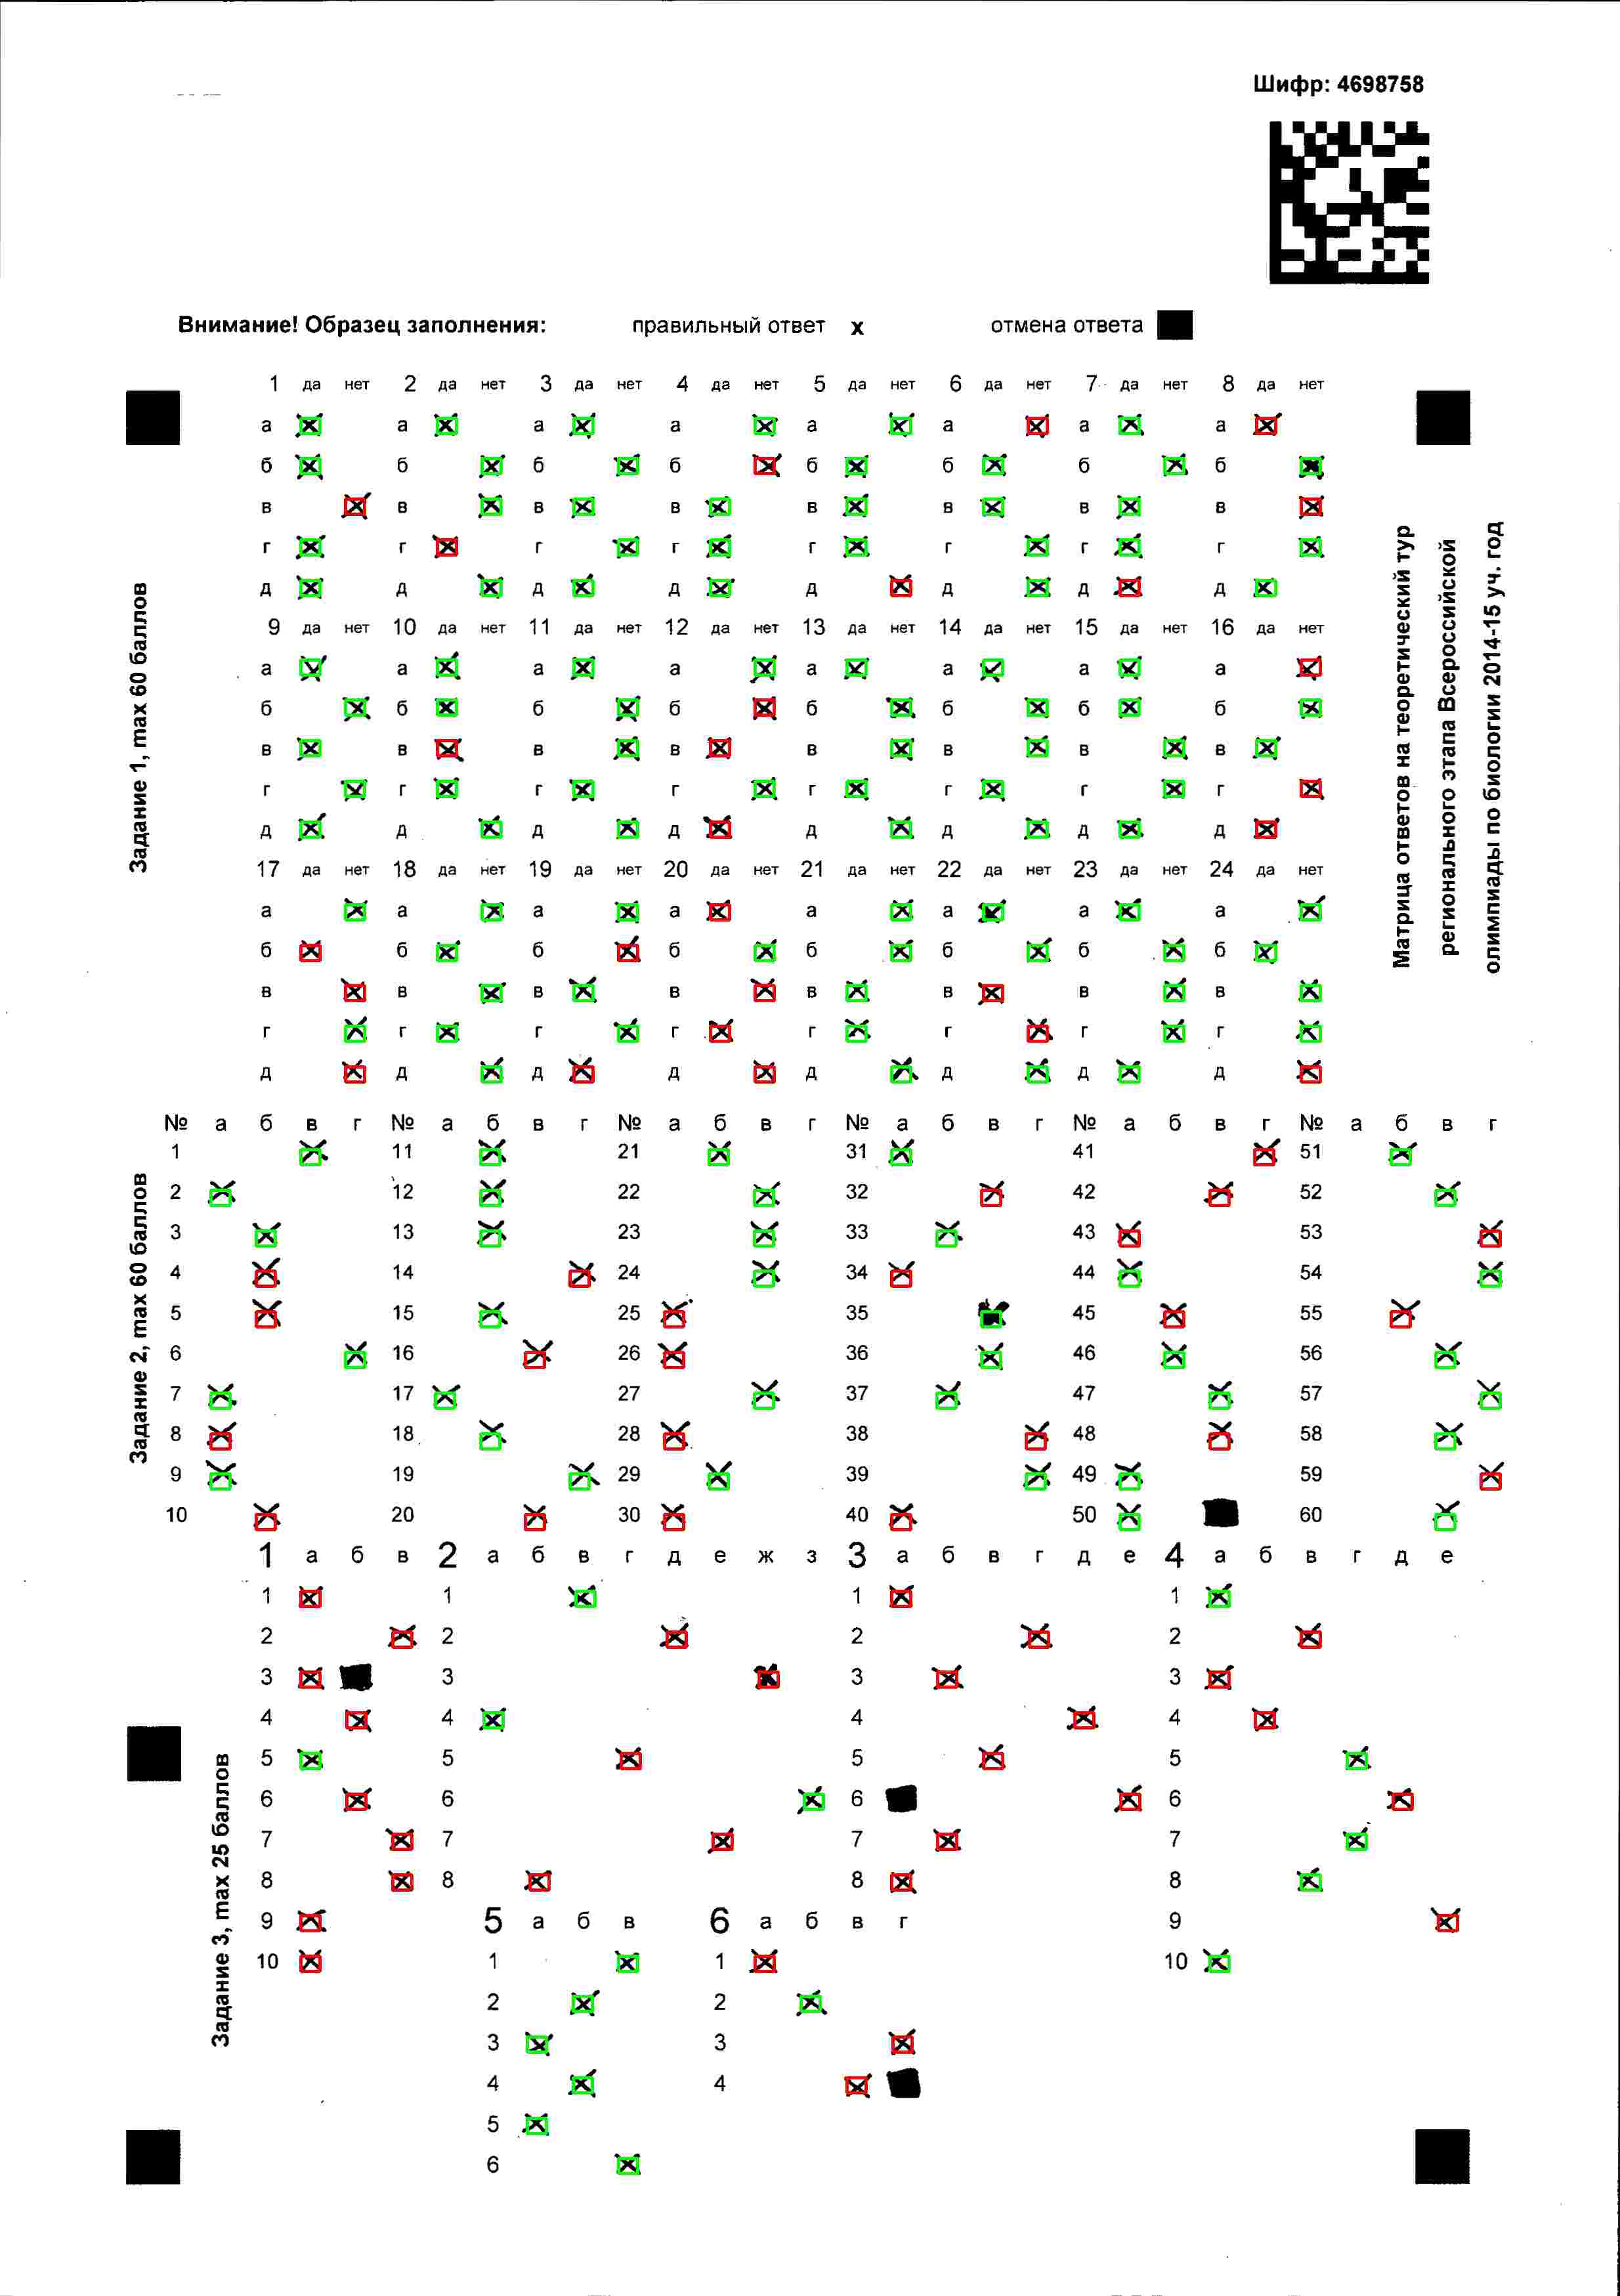 Шифр: 4698758
Внимание! Образец заполнения: правильный ответ х отмена ответа
1 да нет 2 да нет 3 да нет 4 да нет 5 да нет 6 да нет 7 да нет 8 да нет
а а а а а а а а
б б б б б б б б
в в в в в в в в
г г г г г г г г
д д д д д д д д
9 да нет 10 да нет 11 да нет 12 да нет 13 да нет 14 да нет 15 да нет 16 да нет
а а а а а а а а
б б б б б б б б
в в в в в в в в
г г г г г г г г
д д д д д д д д
17 да нет 18 да нет 19 да нет 20 да нет 21 да нет 22 да нет 23 да нет 24 да нет
а а а а а а а а
б б б б б б б б
в в в в в в в в
г г г г г г г г
д д д д д д д д
Задание 1, max 60 баллов
Матрица ответов на теоретический тур
регионального этапа Всероссийской
олимпиады по биологии 2014-15 уч. год
№ а б в г № а б в г № а б в г № а б в г № а б в г № а б в г
1 11 21 31 41 51
2 12 22 32 42 52
3 13 23 33 43 53
4 14 24 34 44 54
5 15 25 35 45 55
6 16 26 36 46 56
7 17 27 37 47 57
8 18 28 38 48 58
9 19 29 39 49 59
10 20 30 40 50 60
Задание 2, max 60 баллов
1 а б в 2 а б в г д е ж з 3 а б в г д е 4 а б в г д е
1 1 1 1
2 2 2 2
3 3 3 3
4 4 4 4
5 5 5 5
6 6 6 6
7 7 7 7
8 8 8 8
9 5 а б в 6 а б в г 9
10 1 1 10
2 2
3 3
4 4
5
6
Задание 3, max 25 баллов